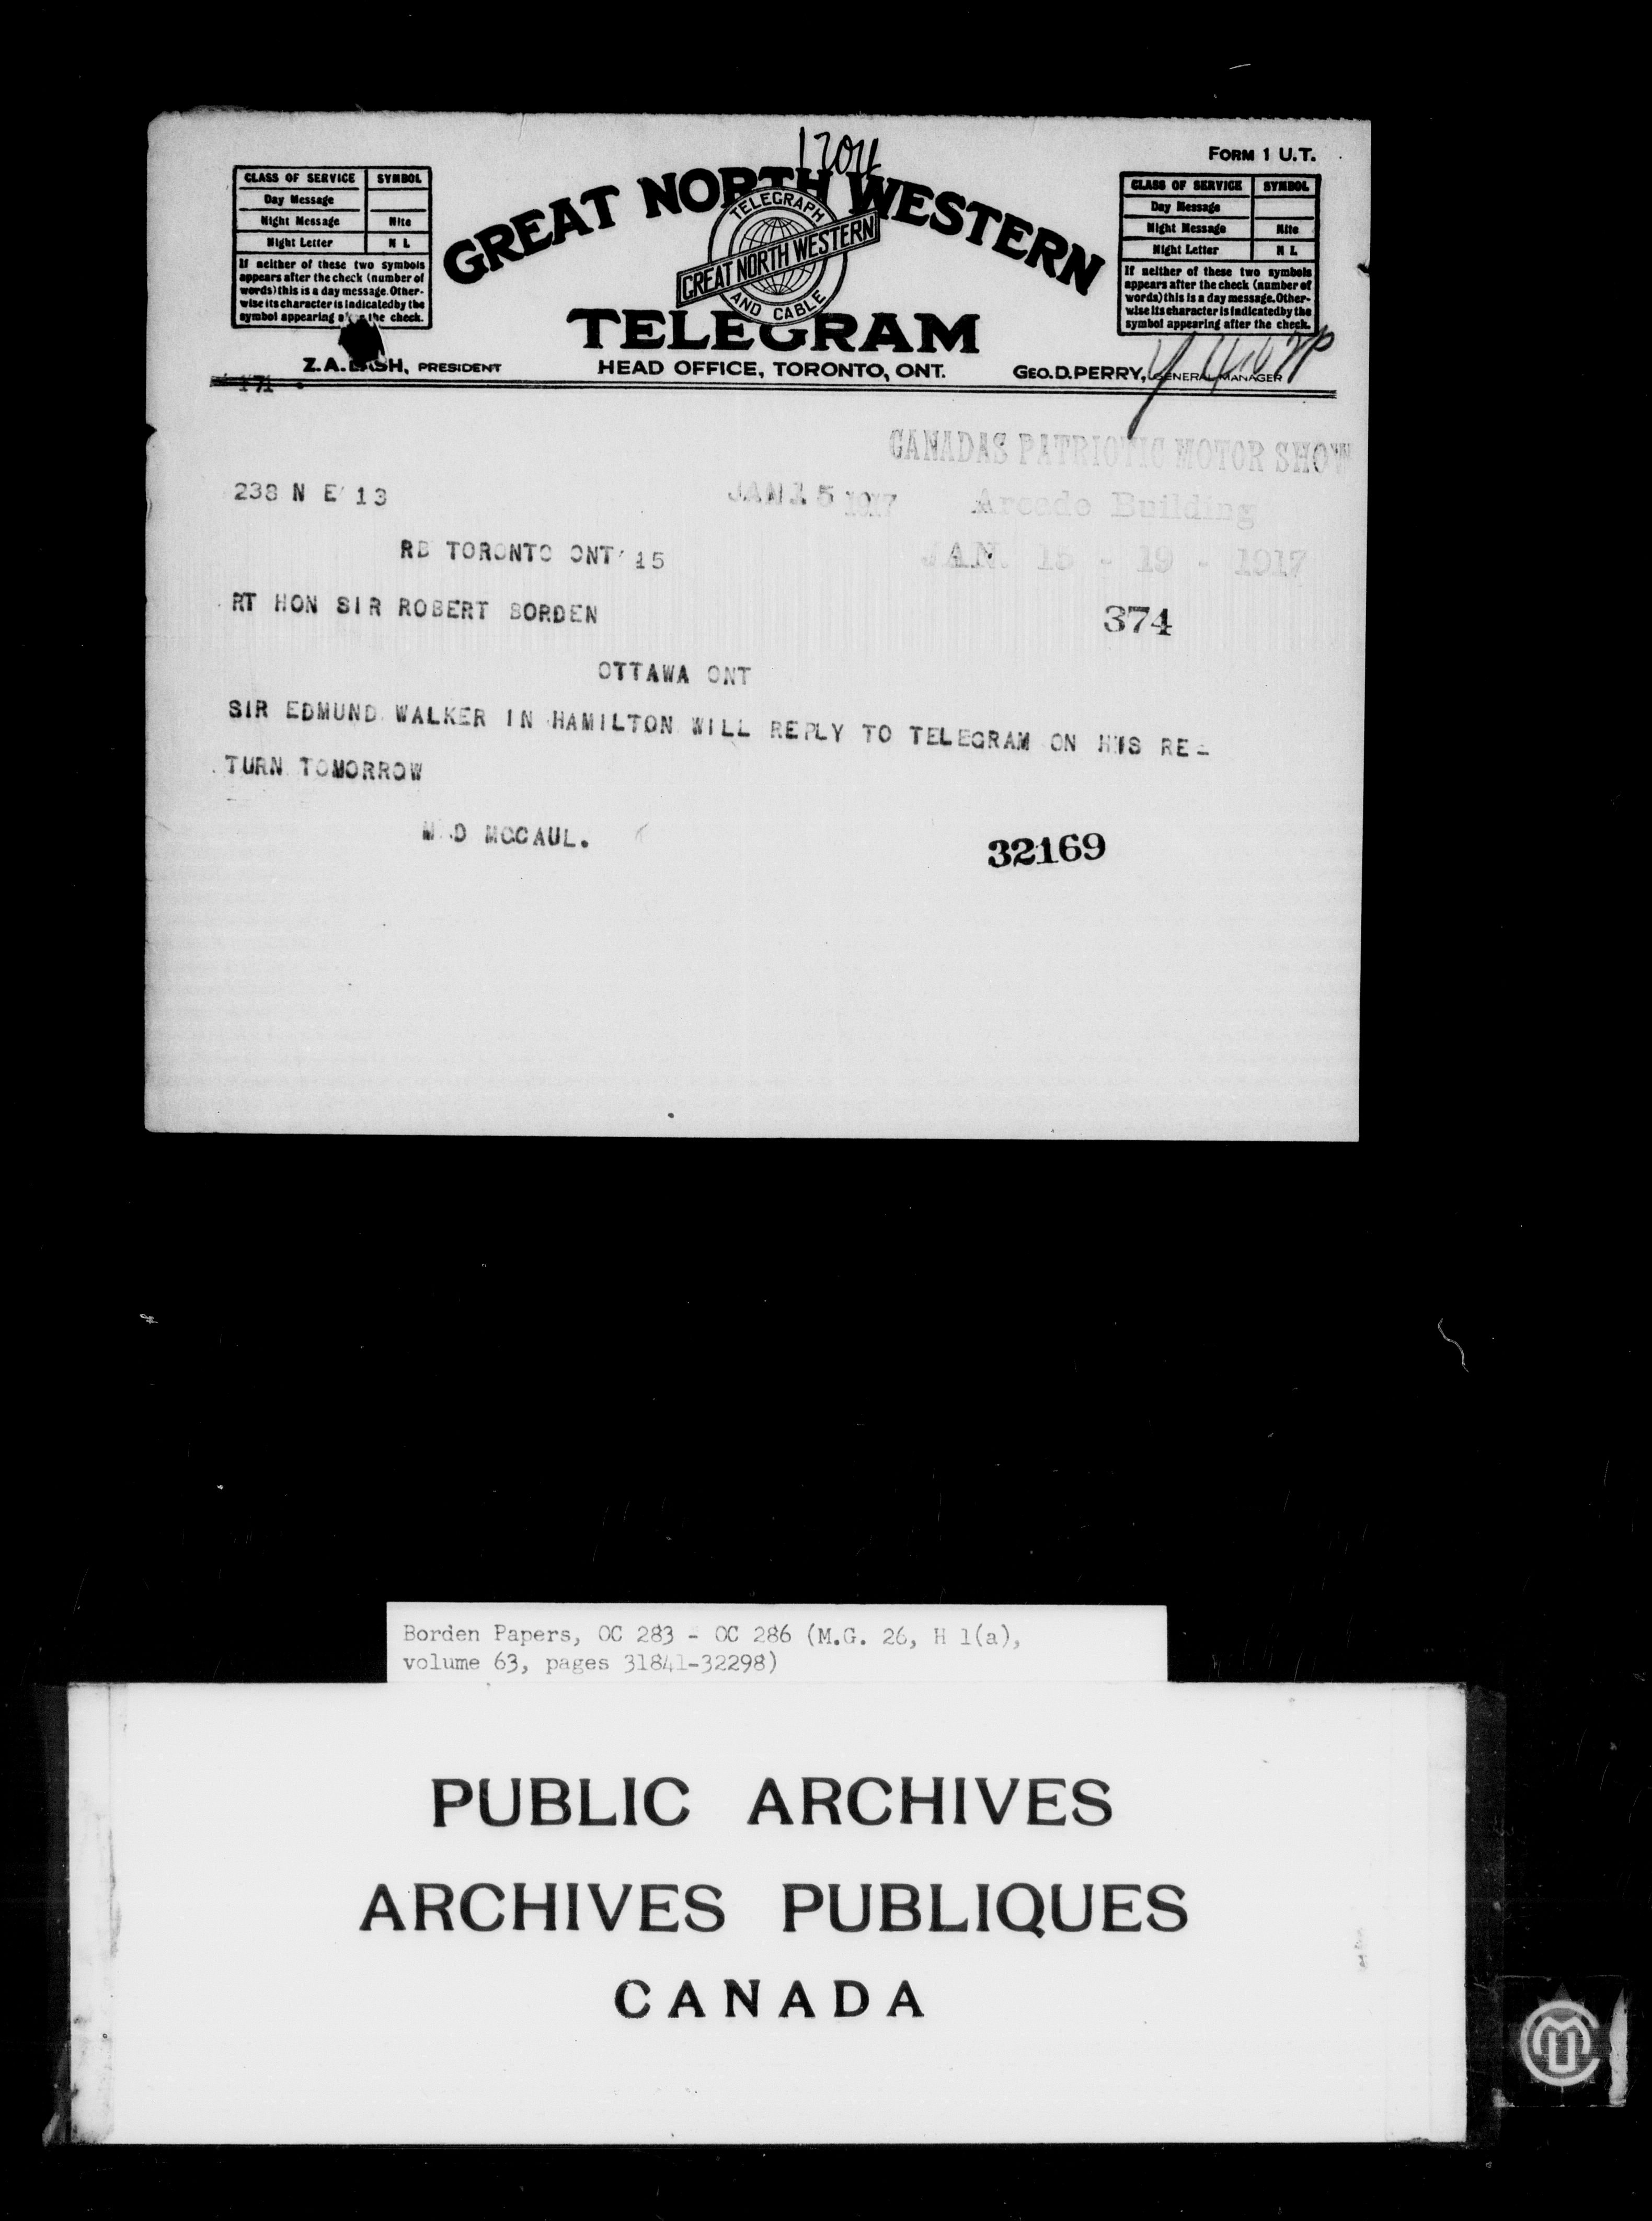 1204
FORM 1 U.T.
CLASS OF SERVICE SYMBOL
Day Message
Night Message Nite
Night Letter N L
If neither of these two symbols
appears after the check (number of
words) this is a day message. Other-
wise its character is indicated by the
symbol appearing the check.
GREAT NORTH WESTERN
TELEGRAPH
GREAT NORTH WESTERN
AND CABLE
TELEGRAM
CLASS OF SERVICE SYMBOL
Day Message
Night Message Nite
Night Letter N L
If neither of these two symbols
appears after the check (number of
words) this is a day message. Other-
wise its character is indicated by the
symbol appearing after the check.
Z.A. LASH, PRESIDENT
HEAD OFFICE, TORONTO, ONT.
GEO. D. PERRY, GENERAL MANAGER
171
CANADAS PATRIOTIC MOTOR SHOW
238 N E 13
JAN 15 1917
Arcade Building
RB TORONTO ONT 15
JAN. 15 - 19 - 1917
RT HON SIR ROBERT BORDEN
374
OTTAWA ONT
SIR EDMUND WALKER IN HAMILTON WILL REPLY TO TELEGRAM ON HIS RE-
TURN TOMORROW
M D MCCAUL.
32169
Borden Papers, OC 283 - OC 286 (M.G. 26, H 1(a),
volume 63, pages 31841-32298)
PUBLIC ARCHIVES
ARCHIVES PUBLIQUES
CANADA